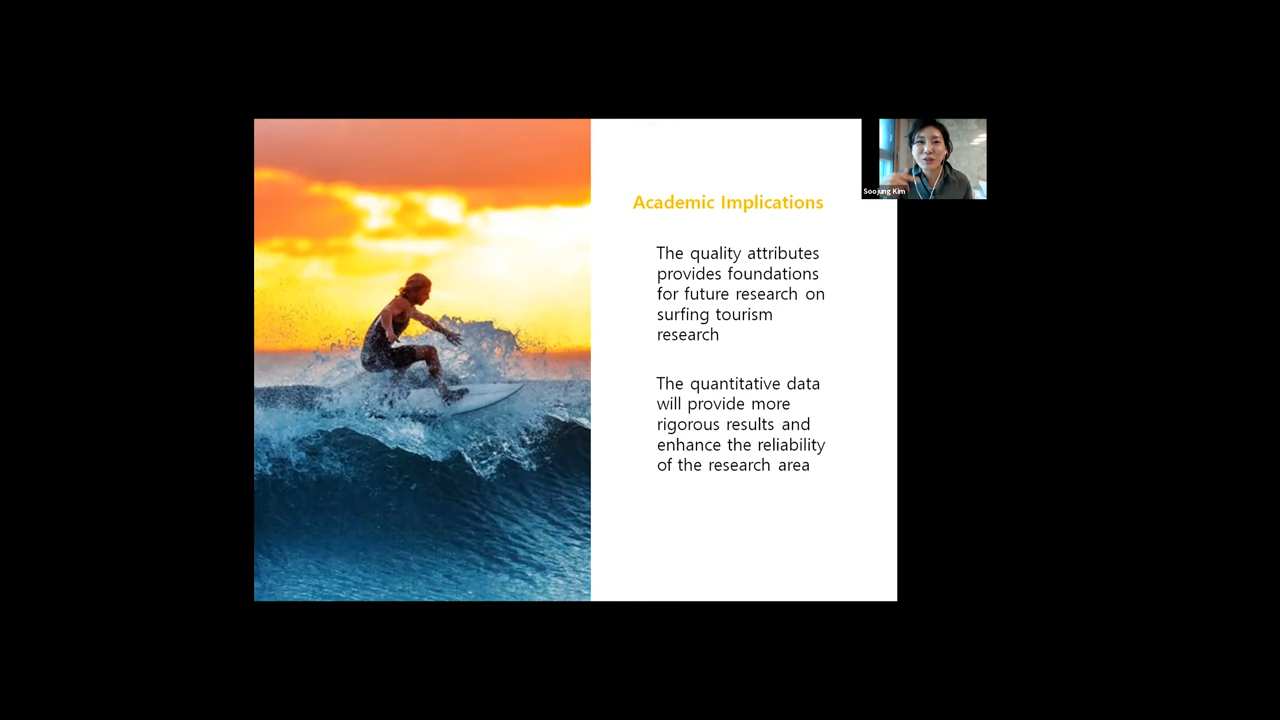 Academic Implications
The quality attributes
provides foundations
for future research on
surfing tourism
research
The quantitative data
will provide more
rigorous results and
enhance the reliability
of the research area
Soojung Kim